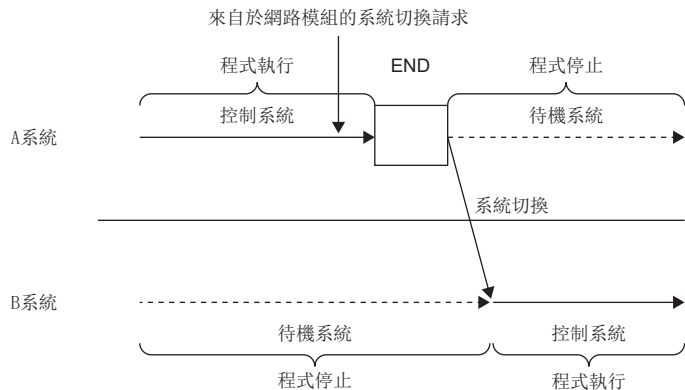 來自於網路模組的系統切換請求
程式執行
END
程式停止
控制系統
待機系統
A系統
系統切換
B系統
待機系統
控制系統
程式停止
程式執行